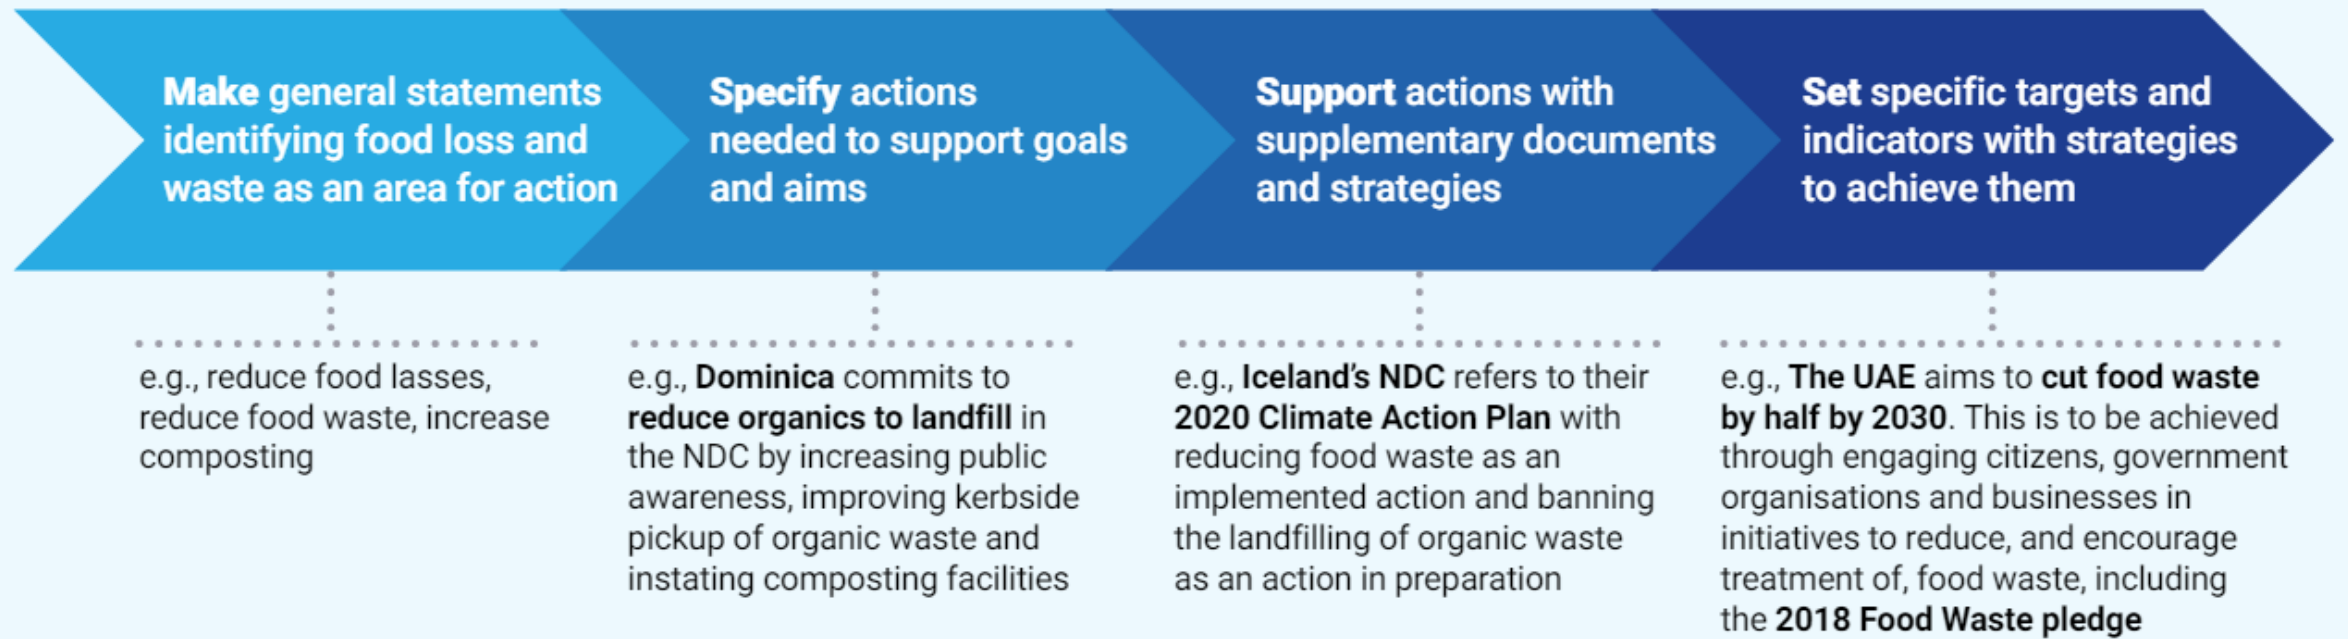 Make general statements
identifying food loss and
waste as an area for action
Specify actions
needed to support goals
and aims
Support actions with
supplementary documents
and strategies
Set specific targets and
indicators with strategies
to achieve them
e.g., reduce food lasses,
reduce food waste, increase
composting
e.g., Dominica commits to
reduce organics to landfill in
the NDC by increasing public
awareness, improving kerbside
pickup of organic waste and
instating composting facilities
e.g., Iceland's NDC refers to their
2020 Climate Action Plan with
reducing food waste as an
implemented action and banning
the landfilling of organic waste
as an action in preparation
e.g., The UAE aims to cut food waste
by half by 2030. This is to be achieved
through engaging citizens, government
organisations and businesses in
initiatives to reduce, and encourage
treatment of, food waste, including
the 2018 Food Waste pledge